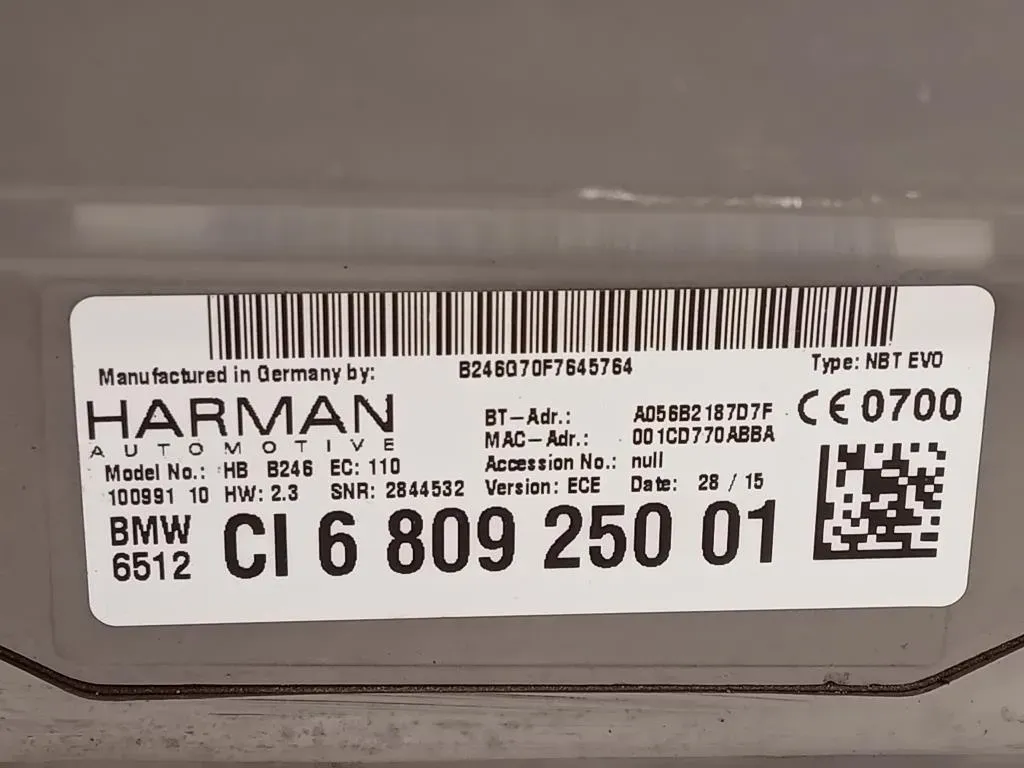 Manufactured in Germany by:
B246G70F7645764
Type: NBT EVO
HARMAN
AUTOMOTIVE
BT-Adr.: A056B2187D7F
MAC-Adr.: 001CD770ABBA
CE 0700
Model No.: HB B246 EC: 110
Accession No.: null
100991 10 HW: 2.3 SNR: 2844532
Version: ECE Date: 28 / 15
BMW
6512
CI 6 809 250 01